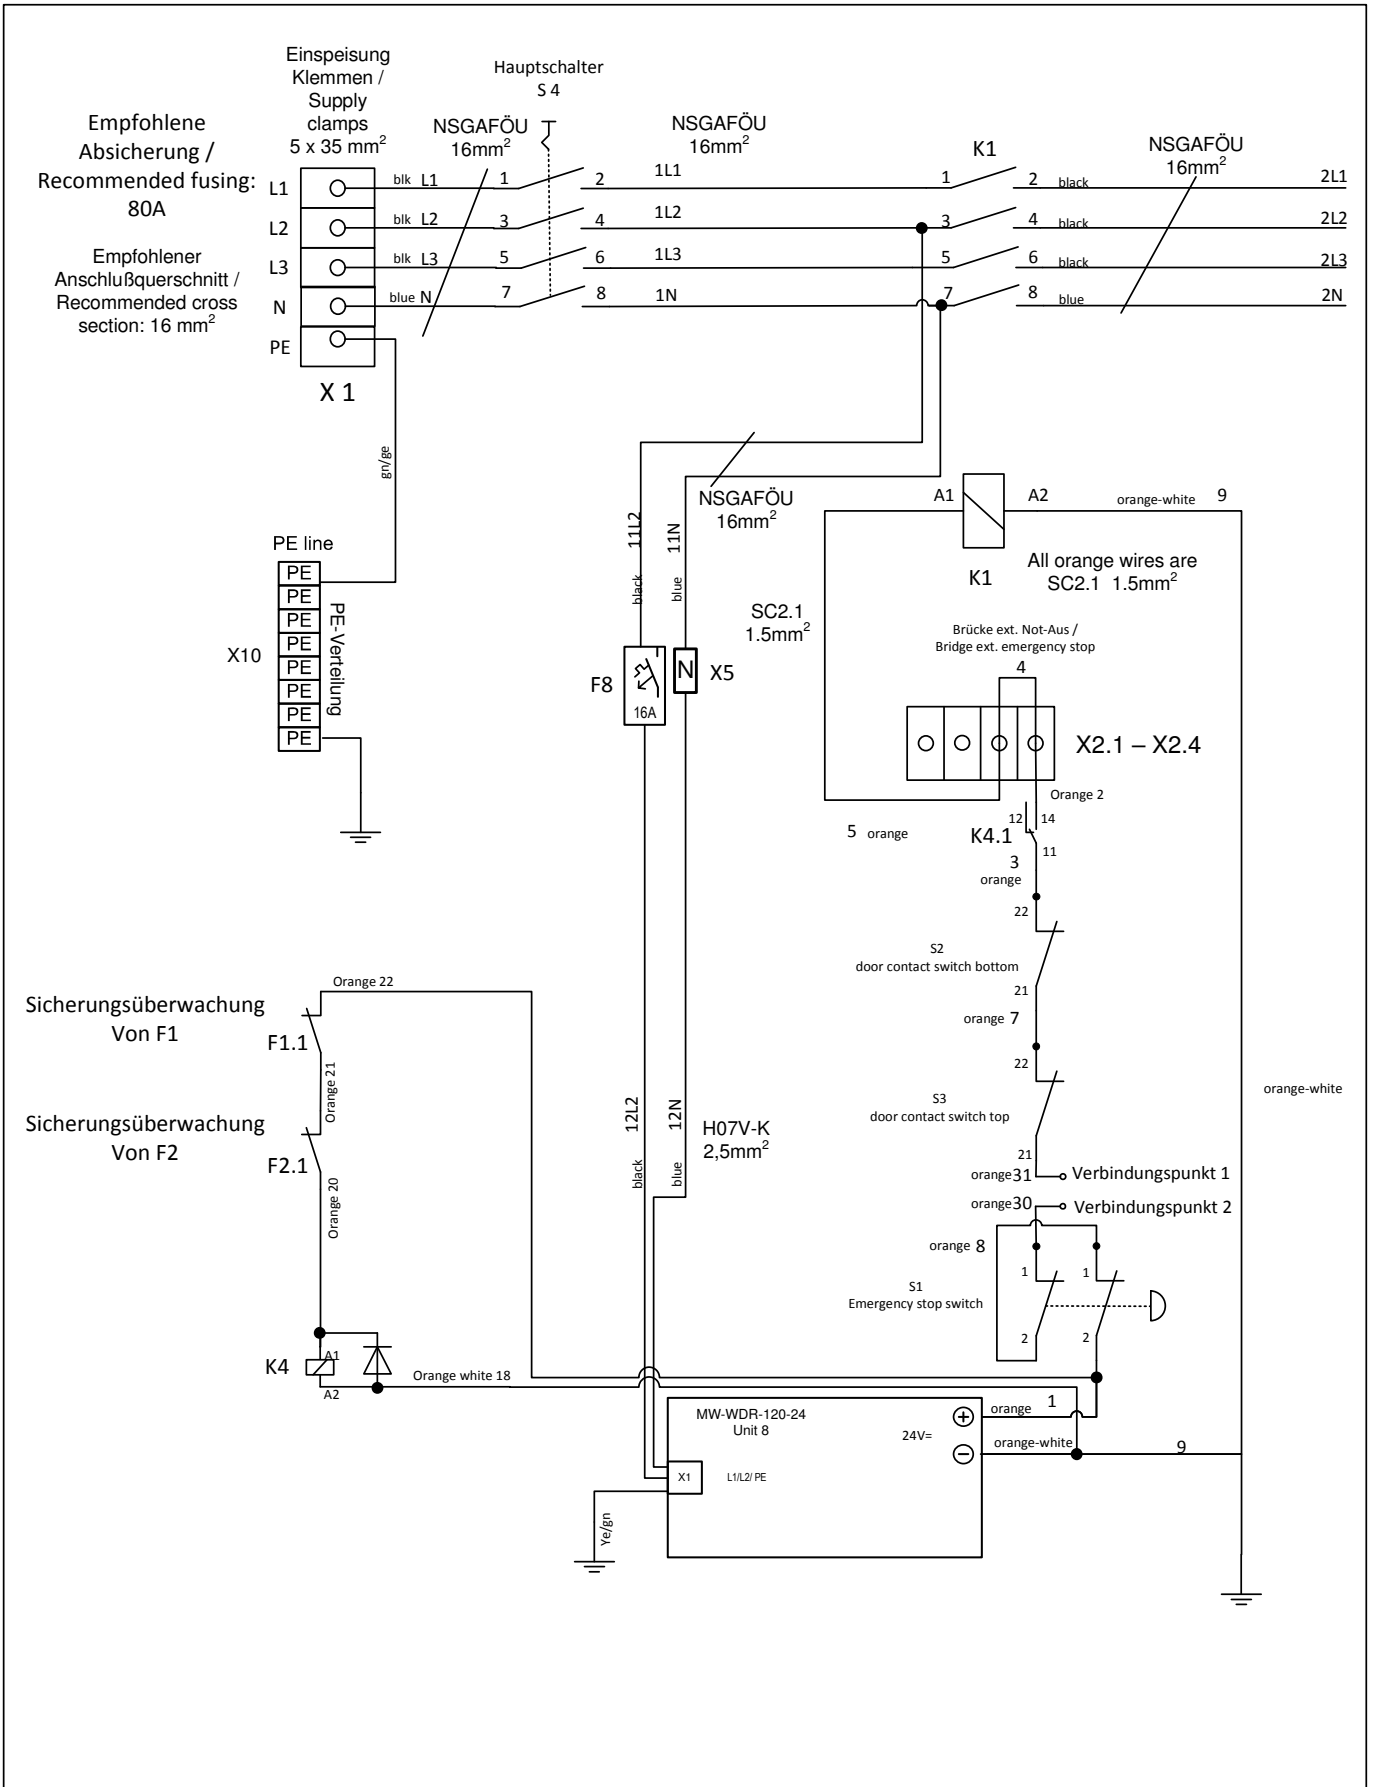 Einspeisung
Klemmen /
Supply
clamps
5 x 35 mm²
Hauptschalter
S 4
Empfohlene
Absicherung /
Recommended fusing:
80A
NSGAFÖU
16mm²
NSGAFÖU
16mm²
K1
NSGAFÖU
16mm²
L1 blk L1 1 2 1L1 1 2 black 2L1
L2 blk L2 3 4 1L2 3 4 black 2L2
L3 blk L3 5 6 1L3 5 6 black 2L3
N blue N 7 8 1N 7 8 blue 2N
PE
X 1
Empfohlener
Anschlußquerschnitt /
Recommended cross
section: 16 mm²
gn/ge
NSGAFÖU
16mm²
A1 A2 orange-white 9
K1
All orange wires are
SC2.1 1.5mm²
PE line
PE
PE
PE
PE
PE
PE
PE
PE
PE-Verteilung
X10
11L2
black
11N
blue
SC2.1
1.5mm²
Brücke ext. Not-Aus /
Bridge ext. emergency stop
4
F8
16A
N X5
X2.1 – X2.4
Orange 2
12 14
K4.1
11
5 orange
3
orange
22
S2
door contact switch bottom
21
orange 7
22
S3
door contact switch top
21
orange-white
orange 31 Verbindungspunkt 1
orange 30 Verbindungspunkt 2
orange 8
S1
Emergency stop switch
1 1
2 2
Sicherungsüberwachung
Von F1
F1.1
Orange 22
Orange 21
Sicherungsüberwachung
Von F2
F2.1
Orange 20
12L2
black
12N
blue
H07V-K
2,5mm²
K4
A1
A2
Orange white 18
MW-WDR-120-24
Unit 8
24V=
+
−
orange 1
orange-white 9
X1 L1/L2/ PE
Ye/gn